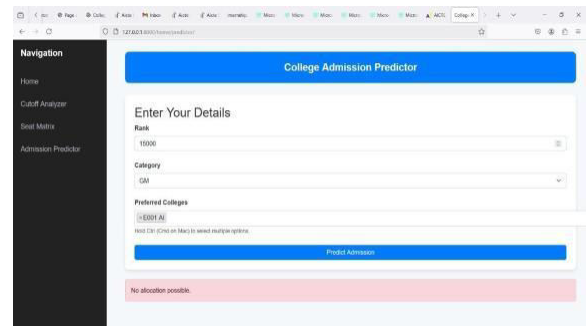 College Admission Predictor
Navigation
Home
Cutoff Analyzer
Seat Matrix
Admission Predictor
Enter Your Details
Rank
15000
Category
GM
Preferred Colleges
E001 AI
Hold Ctrl (Cmd on Mac) to select multiple options.
Predict Admission
No allocation possible.